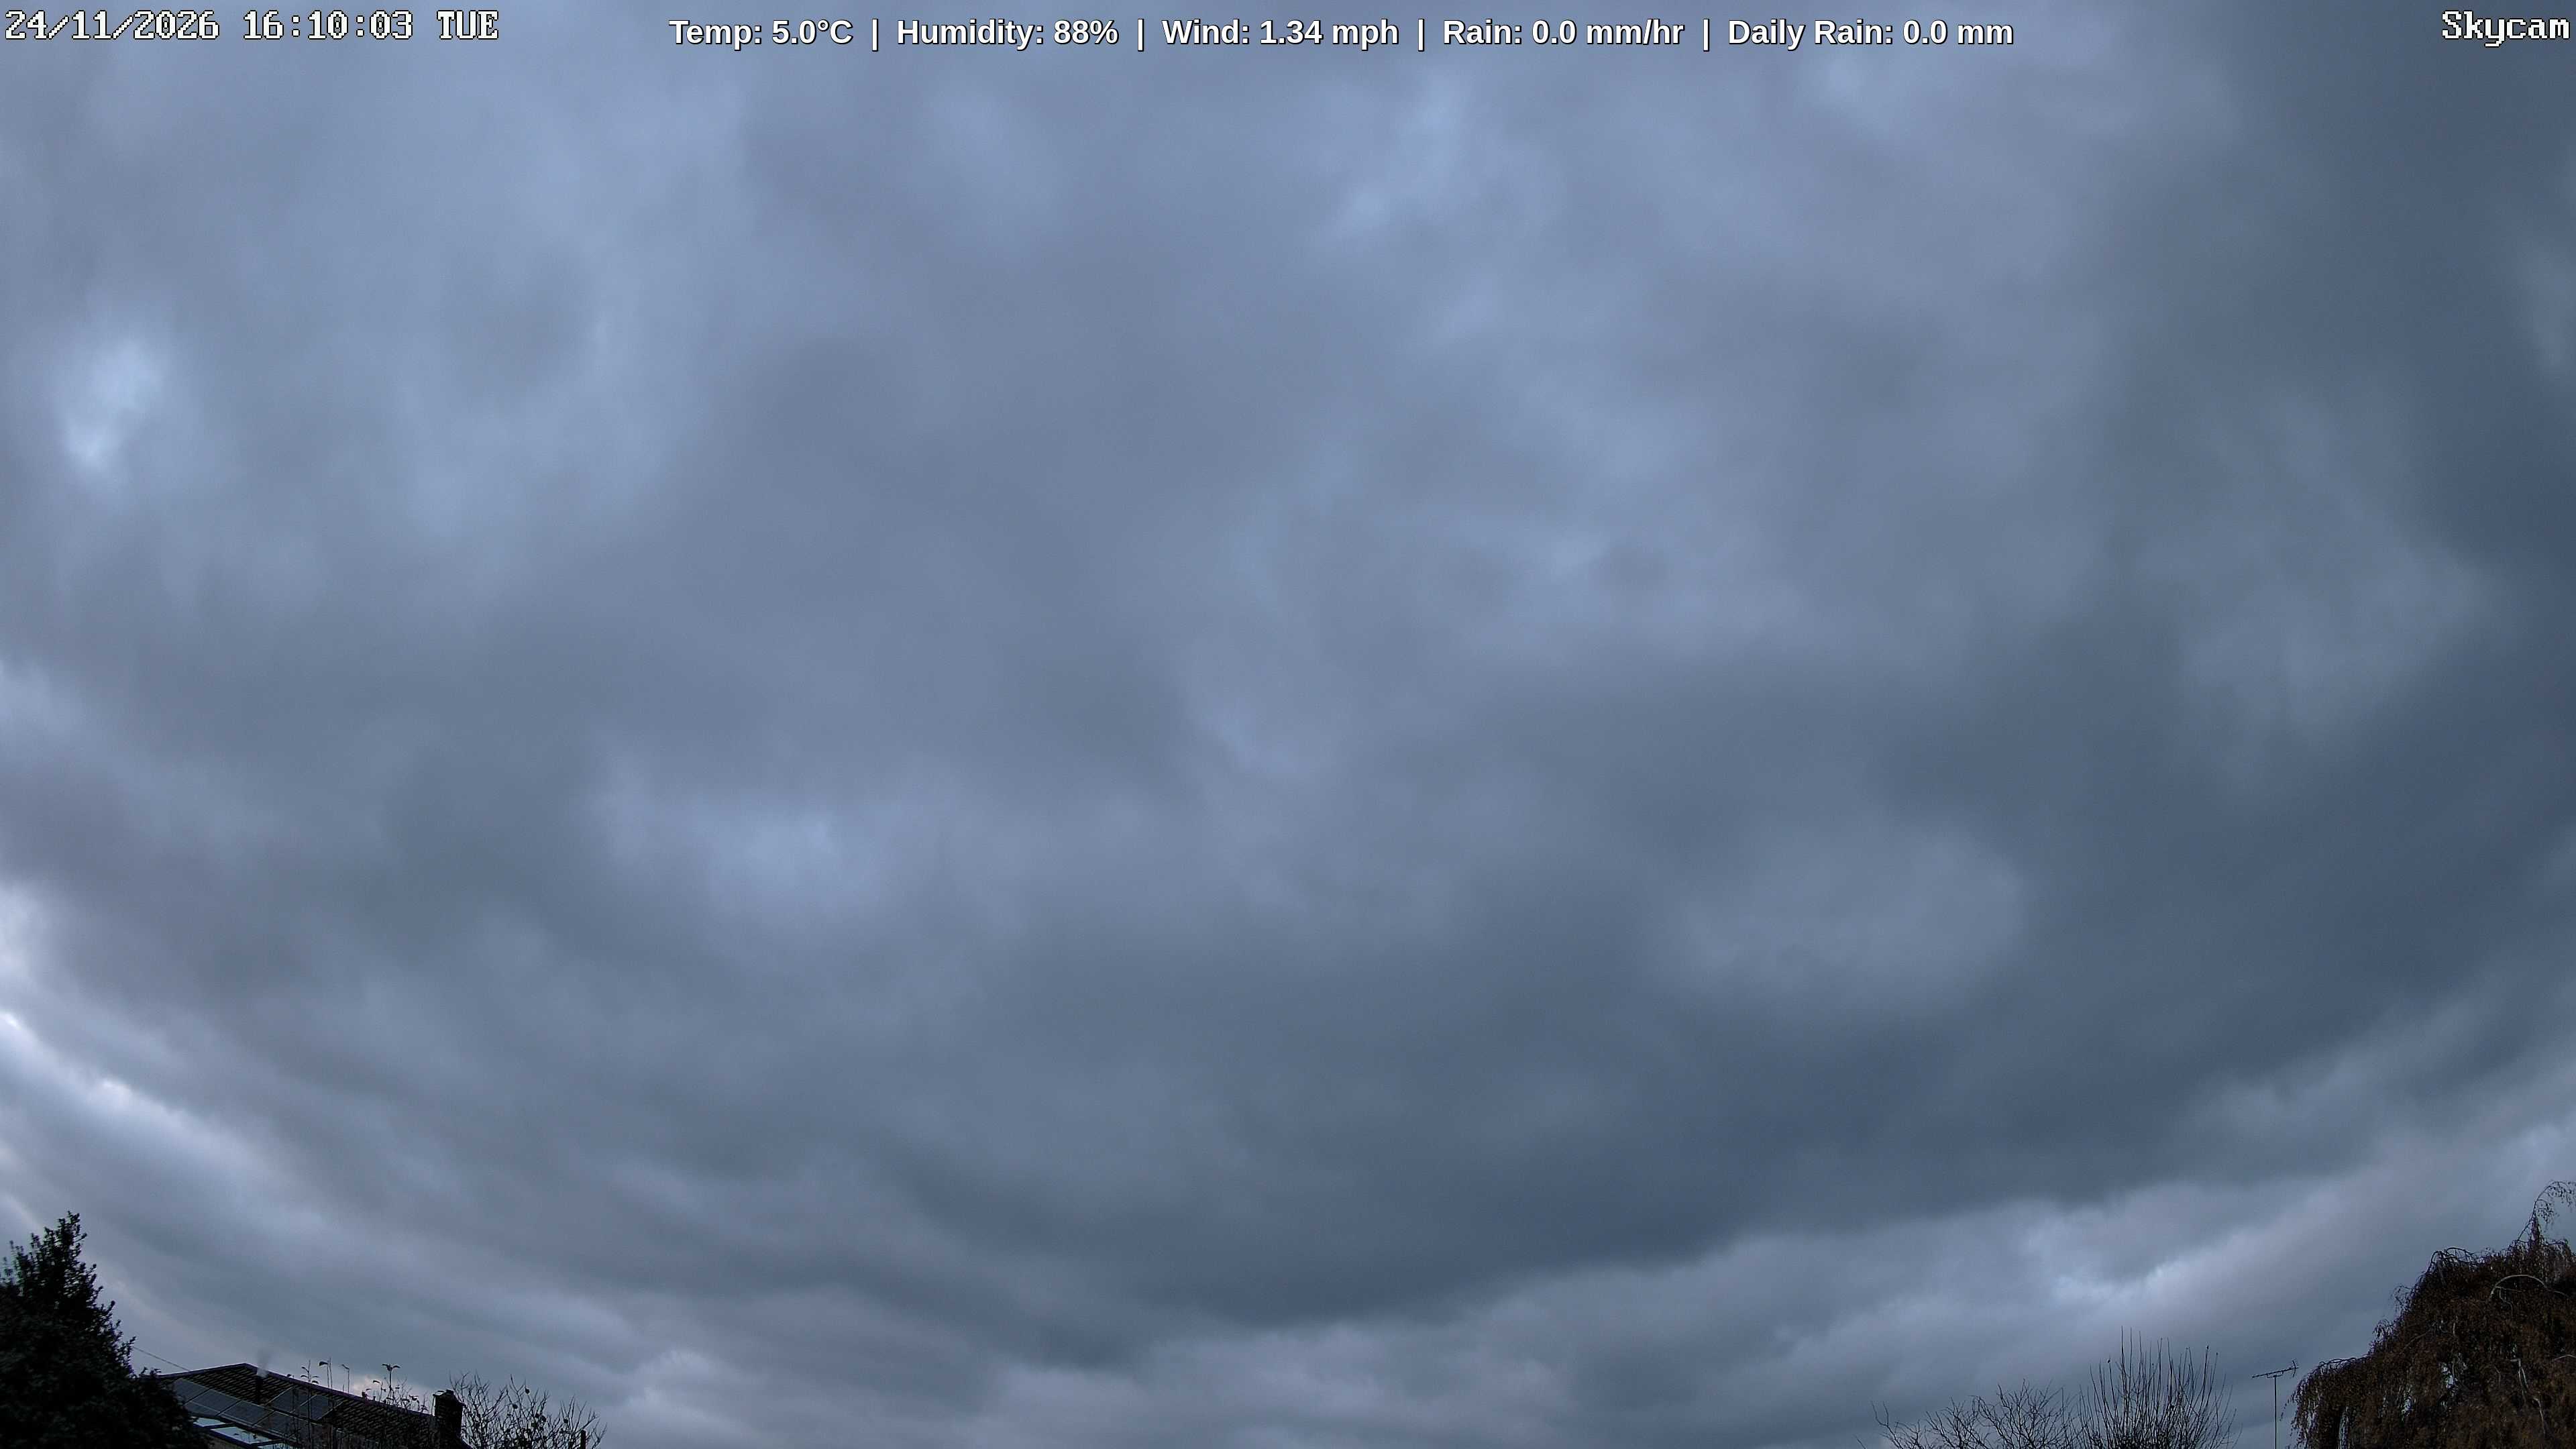 24/11/2026 16:10:03 TUE
Temp: 5.0°C | Humidity: 88% | Wind: 1.34 mph | Rain: 0.0 mm/hr | Daily Rain: 0.0 mm
Skycam